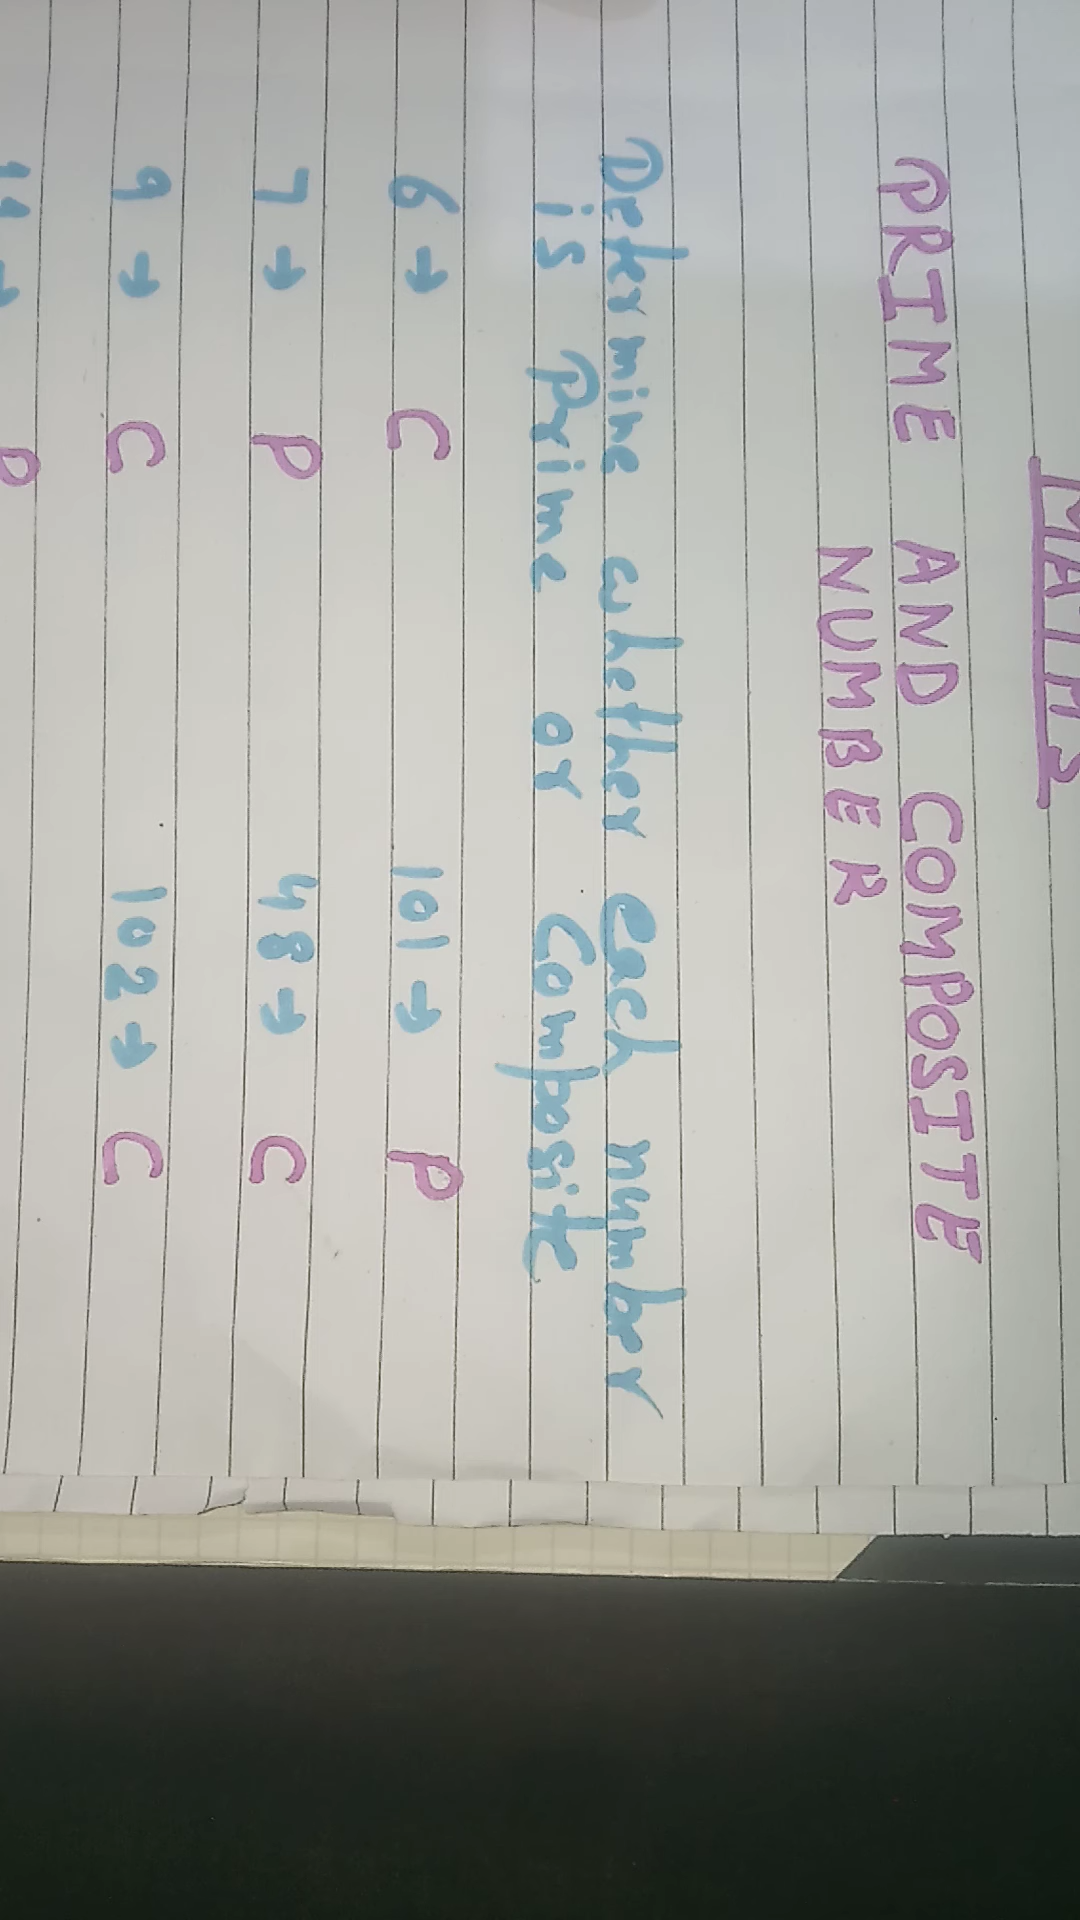 MATHS
PRIME AND COMPOSITE
NUMBER
Determine whether each number
is Prime or Composite
6 → C 101 → P
7 → P 48 → C
9 → C 102 → C
P